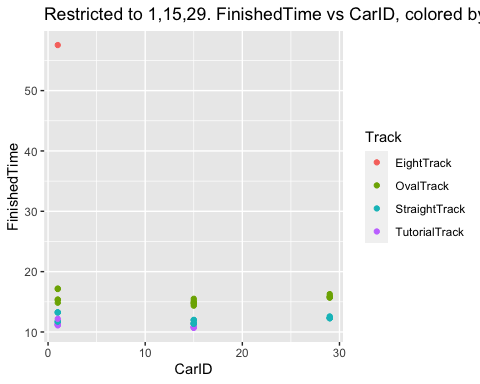 Restricted to 1,15,29. FinishedTime vs CarID, colored by
FinishedTime
50
40
30
20
10
0
10
20
30
CarID
Track
EightTrack
OvalTrack
StraightTrack
TutorialTrack